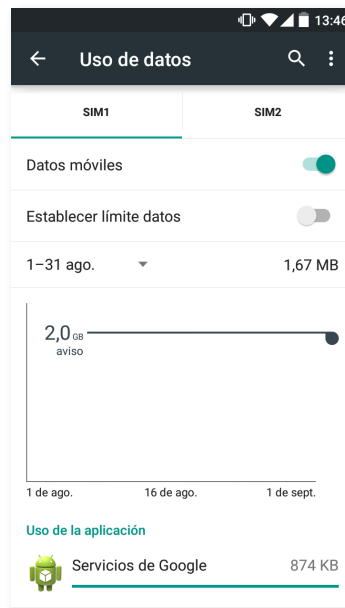 13:46
Uso de datos
SIM1 SIM2
Datos móviles
Establecer límite datos
1–31 ago. 1,67 MB
2,0 GB
aviso
1 de ago. 16 de ago. 1 de sept.
Uso de la aplicación
Servicios de Google 874 KB